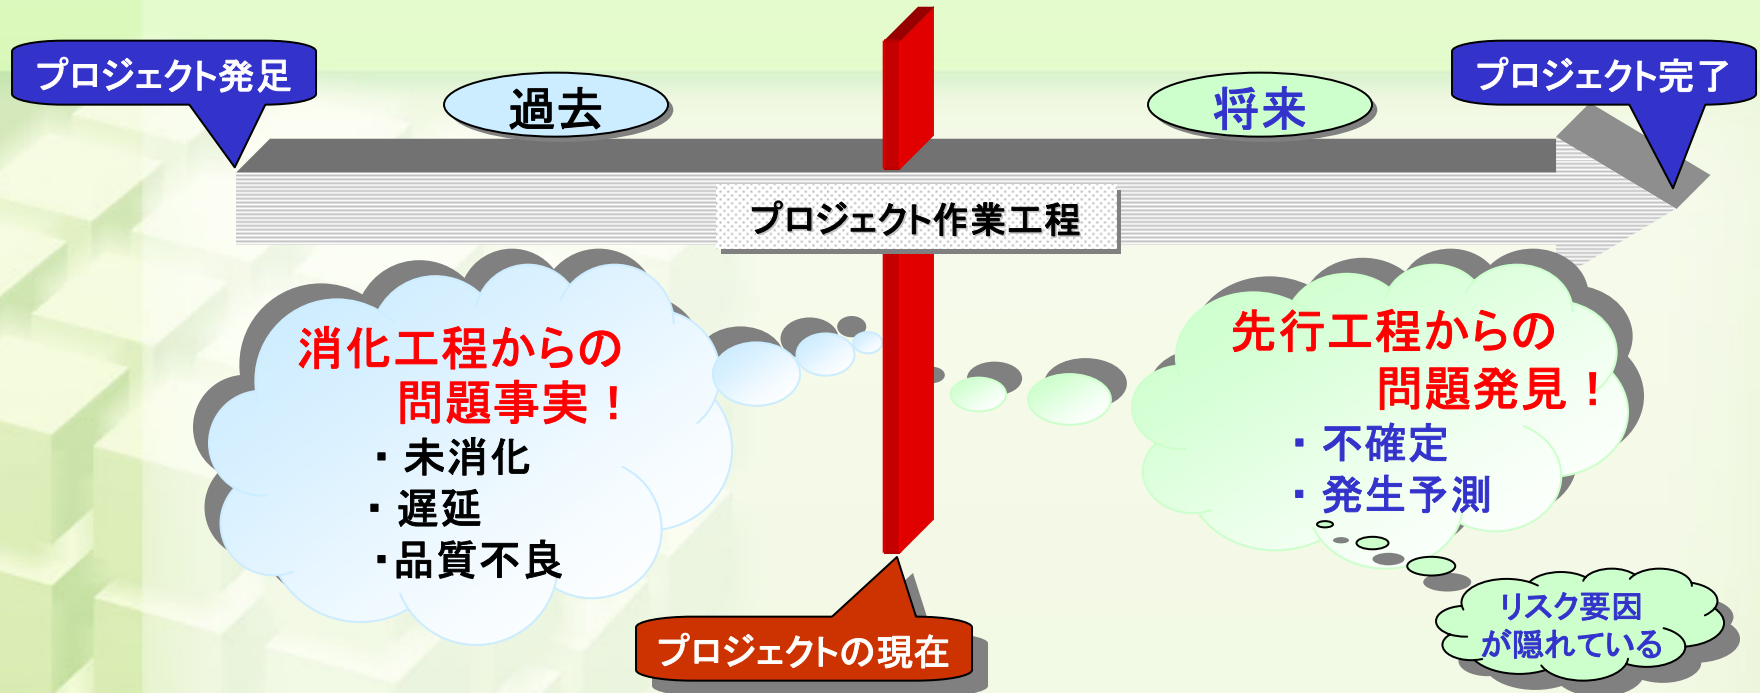 プロジェクト発足
過去
将来
プロジェクト完了
プロジェクト作業工程
消化工程からの
問題事実！
・未消化
・遅延
・品質不良
先行工程からの
問題発見！
・不確定
・発生予測
リスク要因
が隠れている
プロジェクトの現在